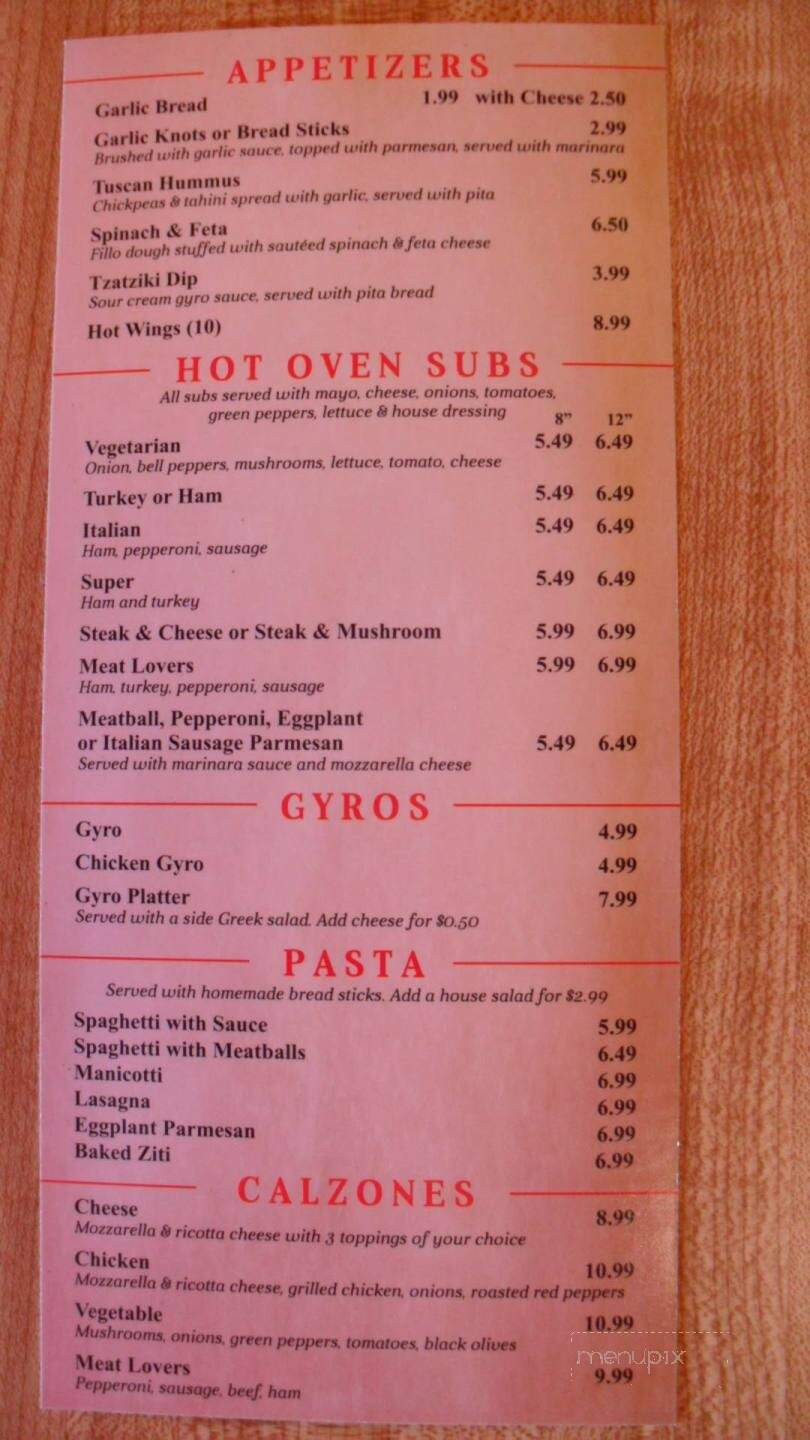 APPETIZERS
Garlic Bread 1.99 with Cheese 2.50
Garlic Knots or Bread Sticks 2.99
Brushed with garlic sauce, topped with parmesan, served with marinara
Tuscan Hummus 5.99
Chickpeas & tahini spread with garlic, served with pita
Spinach & Feta 6.50
Fillo dough stuffed with sautéed spinach & feta cheese
Tzatziki Dip 3.99
Sour cream gyro sauce, served with pita bread
Hot Wings (10) 8.99
HOT OVEN SUBS
All subs served with mayo, cheese, onions, tomatoes,
green peppers, lettuce & house dressing 8" 12"
Vegetarian 5.49 6.49
Onion, bell peppers, mushrooms, lettuce, tomato, cheese
Turkey or Ham 5.49 6.49
Italian 5.49 6.49
Ham, pepperoni, sausage
Super 5.49 6.49
Ham and turkey
Steak & Cheese or Steak & Mushroom 5.99 6.99
Meat Lovers 5.99 6.99
Ham, turkey, pepperoni, sausage
Meatball, Pepperoni, Eggplant
or Italian Sausage Parmesan 5.49 6.49
Served with marinara sauce and mozzarella cheese
GYROS
Gyro 4.99
Chicken Gyro 4.99
Gyro Platter 7.99
Served with a side Greek salad. Add cheese for $0.50
PASTA
Served with homemade bread sticks. Add a house salad for $2.99
Spaghetti with Sauce 5.99
Spaghetti with Meatballs 6.49
Manicotti 6.99
Lasagna 6.99
Eggplant Parmesan 6.99
Baked Ziti 6.99
CALZONES
Cheese 8.99
Mozzarella & ricotta cheese with 3 toppings of your choice
Chicken 10.99
Mozzarella & ricotta cheese, grilled chicken, onions, roasted red peppers
Vegetable 10.99
Mushrooms, onions, green peppers, tomatoes, black olives
Meat Lovers 9.99
Pepperoni, sausage, beef, ham
menupix